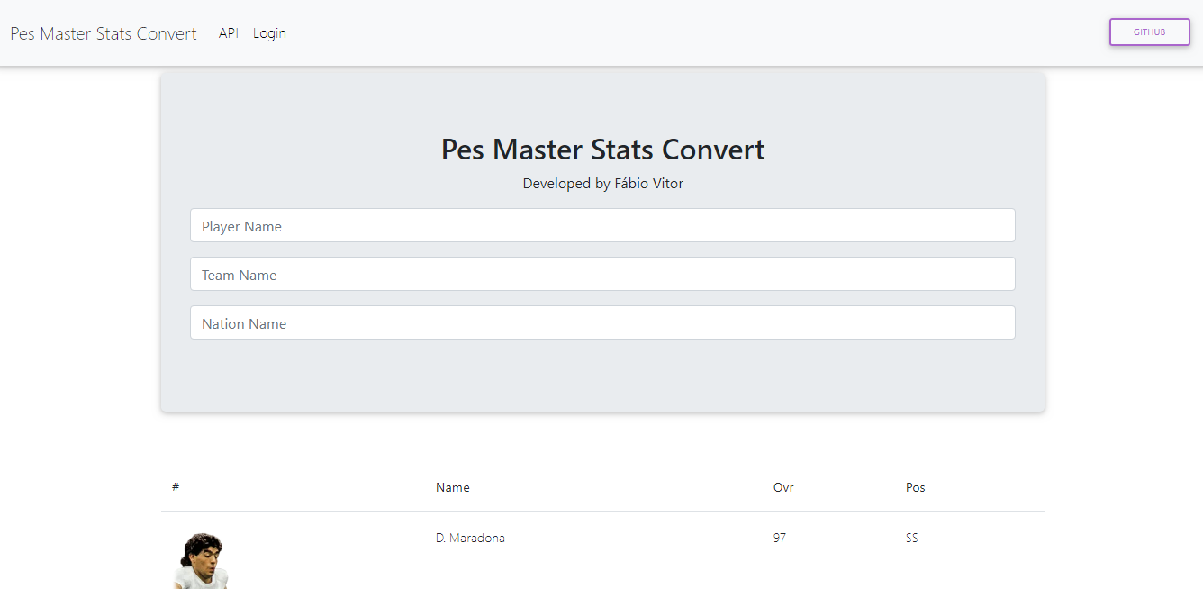 Pes Master Stats Convert API Login GITHUB
Pes Master Stats Convert
Developed by Fábio Vitor
Player Name
Team Name
Nation Name
# Name Ovr Pos
D. Maradona 97 SS